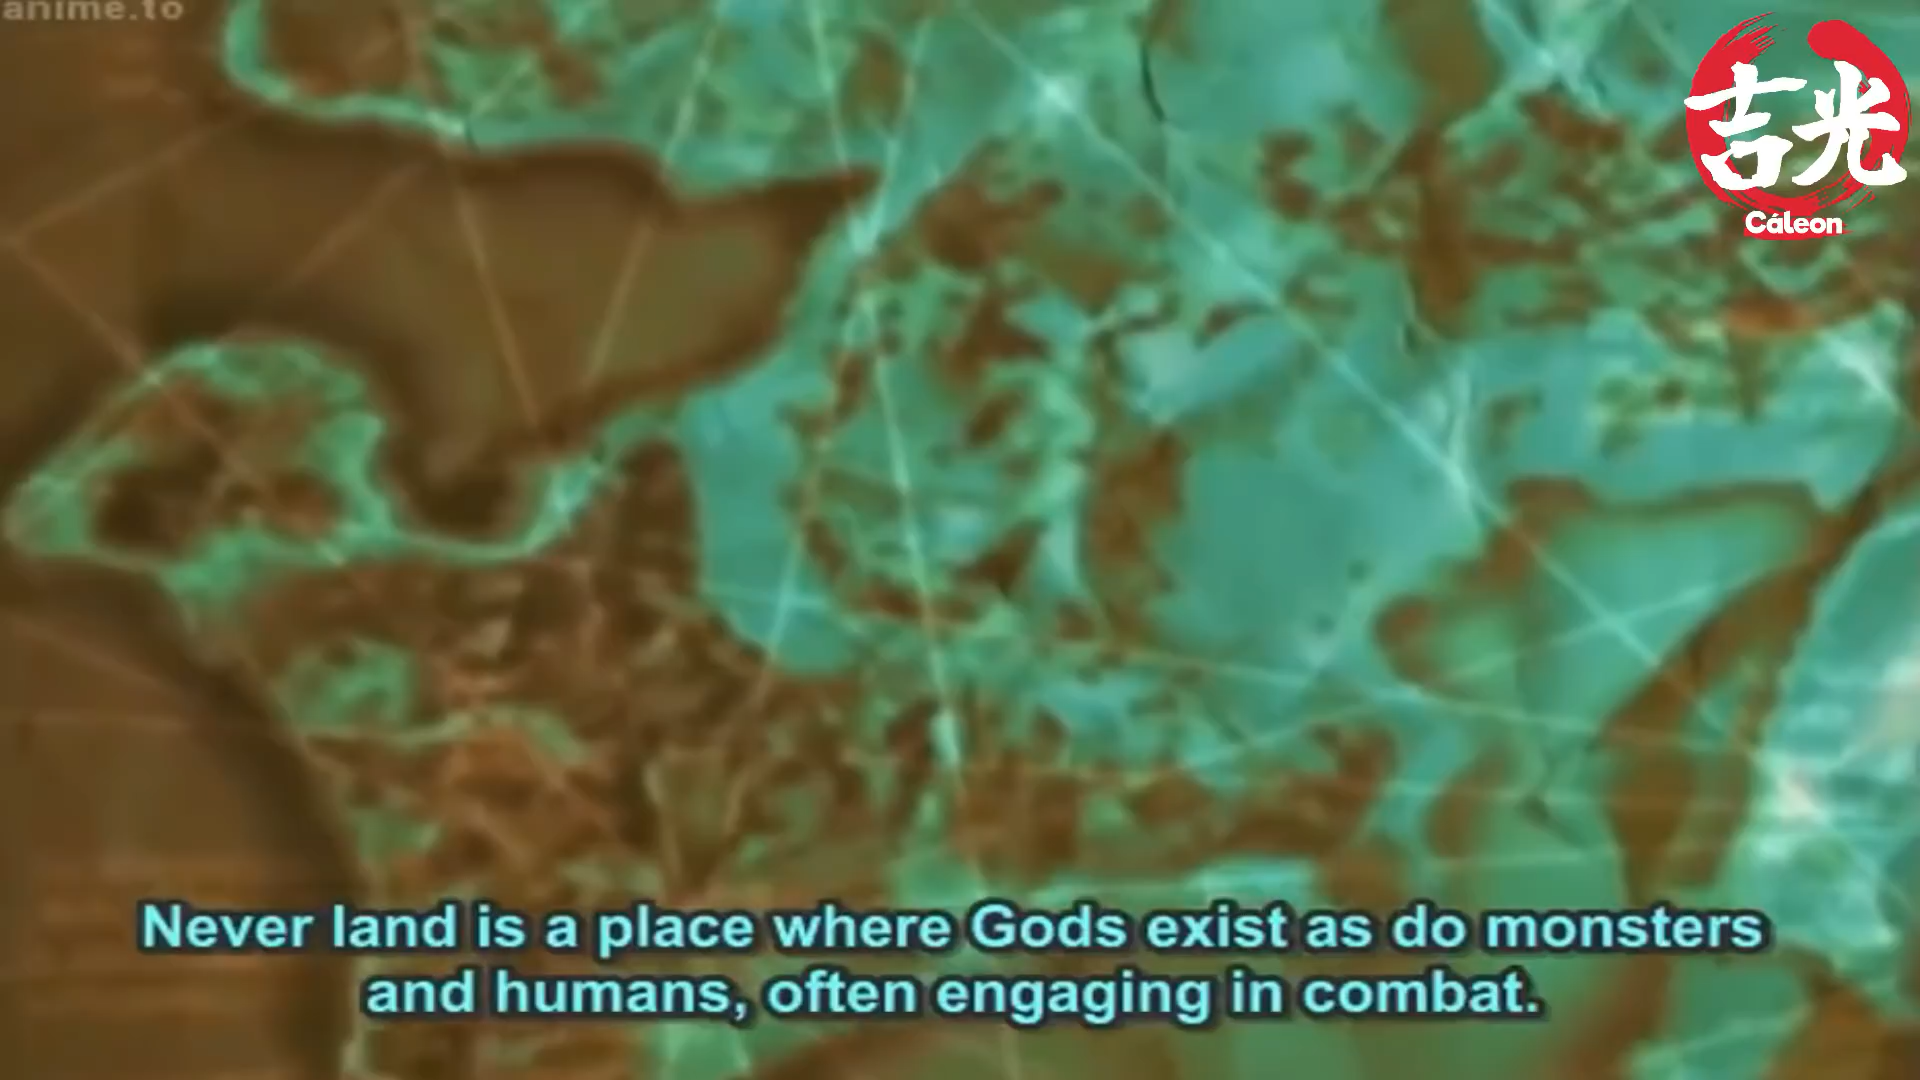 anime.to
吉光
Cáleon
Never land is a place where Gods exist as do monsters
and humans, often engaging in combat.